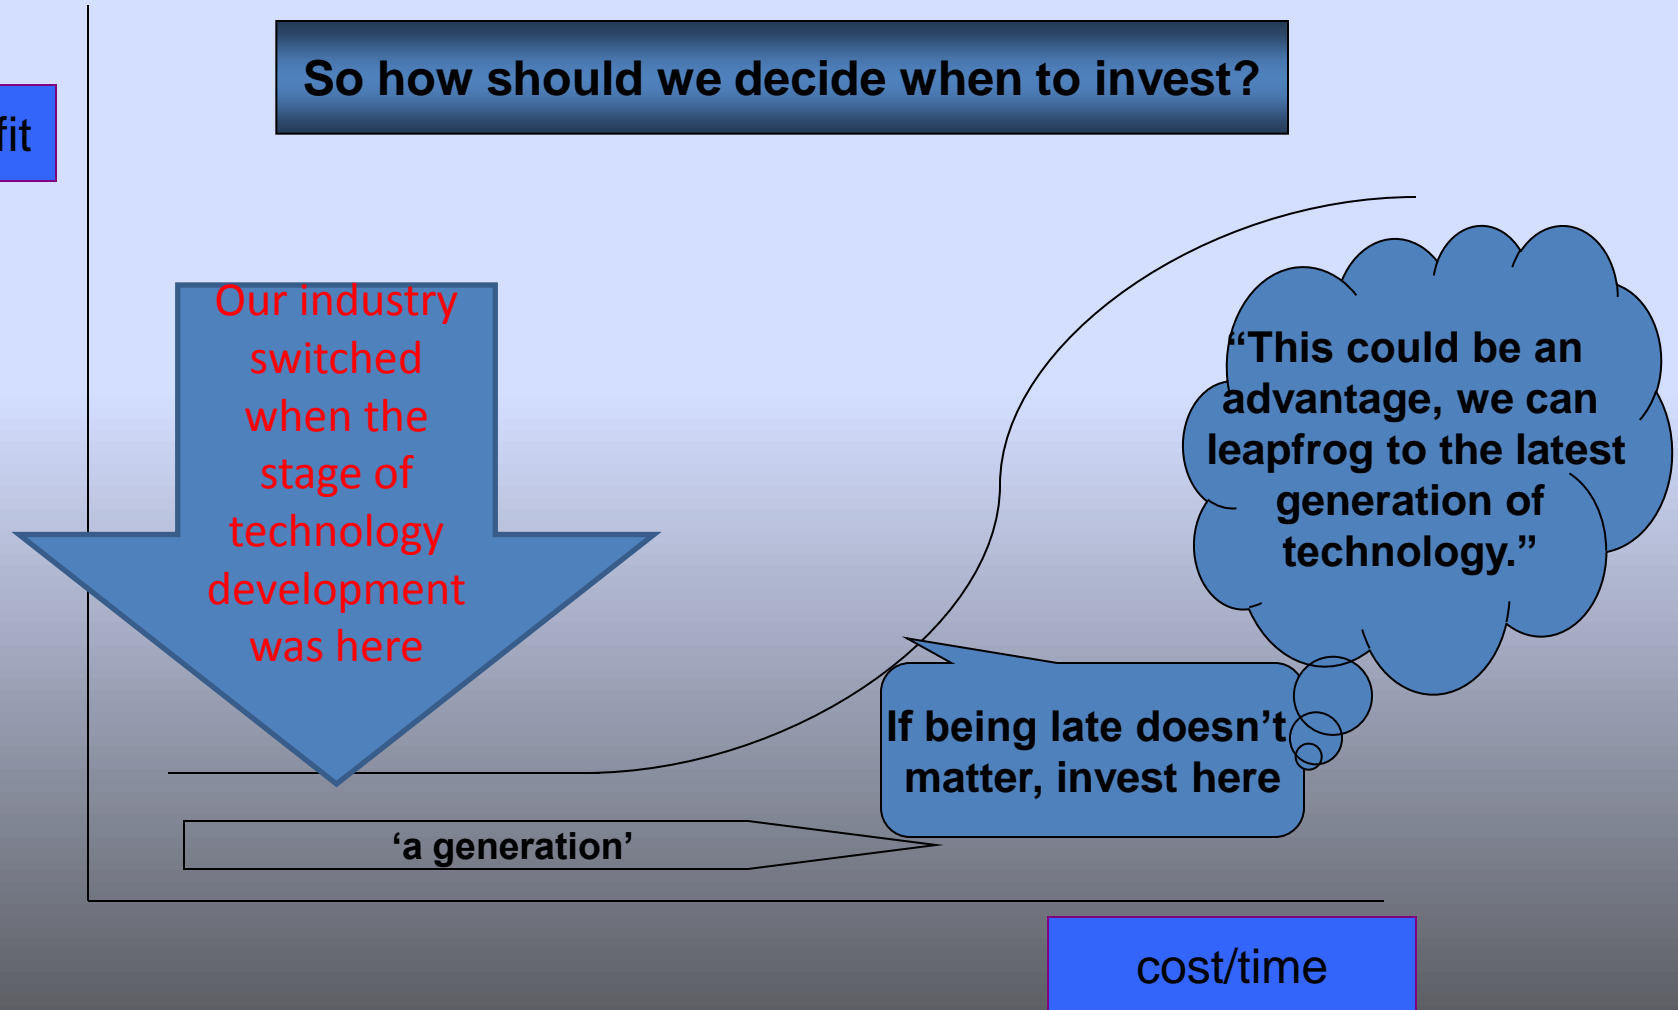 So how should we decide when to invest?
fit
Our industry
switched
when the
stage of
technology
development
was here
“This could be an
advantage, we can
leapfrog to the latest
generation of
technology.”
If being late doesn’t
matter, invest here
‘a generation’
cost/time